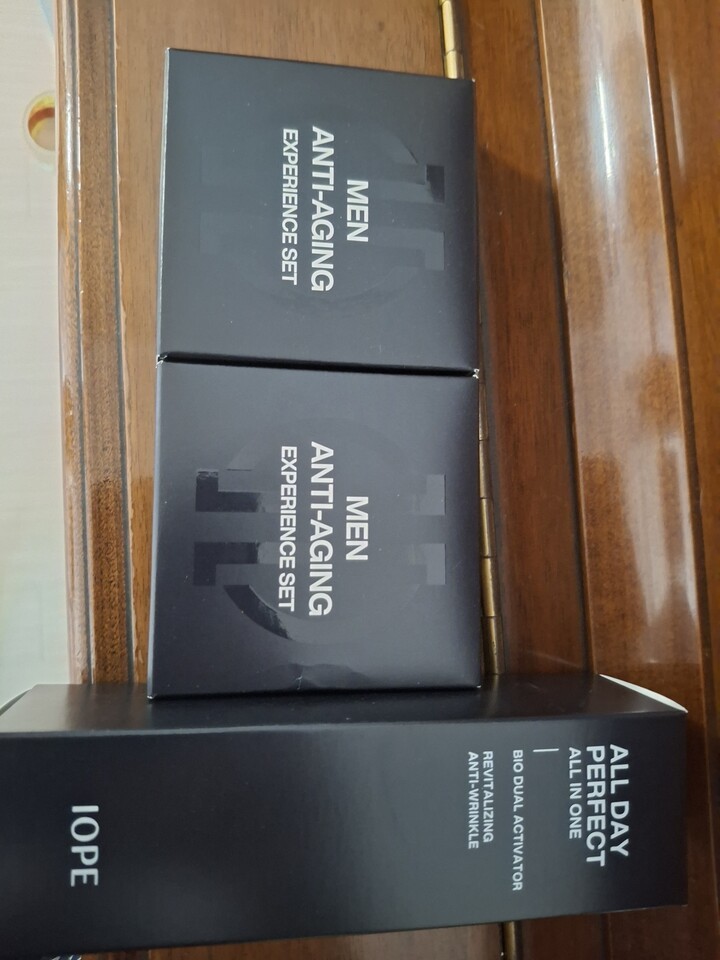 MEN
ANTI-AGING
EXPERIENCE SET
MEN
ANTI-AGING
EXPERIENCE SET
ALL DAY
PERFECT
ALL IN ONE
BIO DUAL ACTIVATOR
REVITALIZING
ANTI-WRINKLE
IOPE